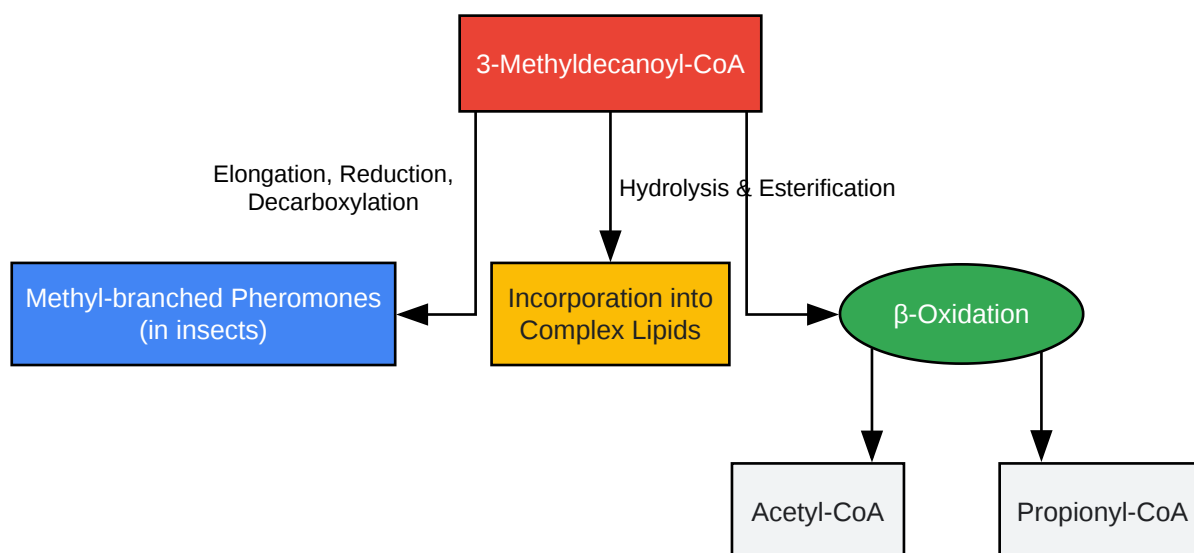 3-Methyldecanoyl-CoA
Elongation, Reduction,
Decarboxylation
Hydrolysis & Esterification
Methyl-branched Pheromones
(in insects)
Incorporation into
Complex Lipids
β-Oxidation
Acetyl-CoA
Propionyl-CoA